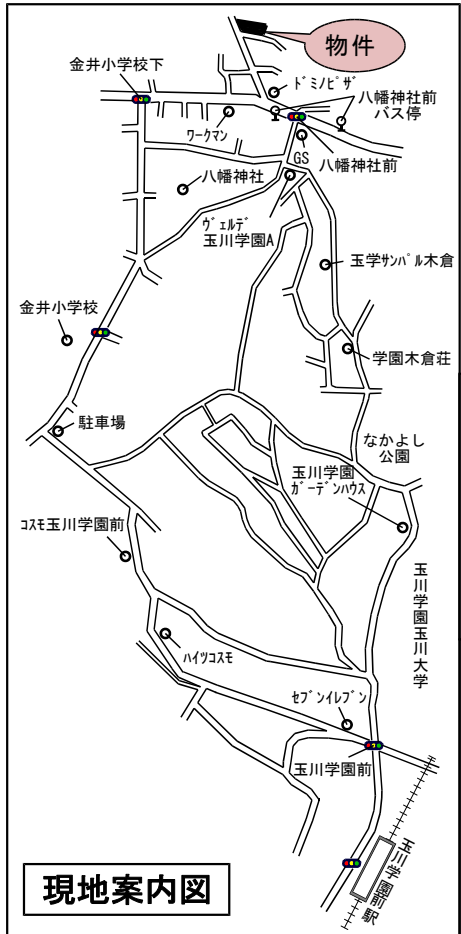 物件
金井小学校下
ﾄﾞﾐﾉﾋﾟｻﾞ
八幡神社前
バス停
ワークマン
GS
八幡神社前
八幡神社
ｳﾞｪﾙﾃﾞ
玉川学園A
玉学ｻﾝﾊﾟﾙ木倉
金井小学校
学園木倉荘
駐車場
なかよし
公園
玉川学園
ｶﾞｰﾃﾞﾝﾊｳｽ
ｺｽﾓ玉川学園前
玉川学園玉川大学
ﾊｲﾂｺｽﾓ
ｾﾌﾞﾝｲﾚﾌﾞﾝ
玉川学園前
玉川学園前駅
現地案内図